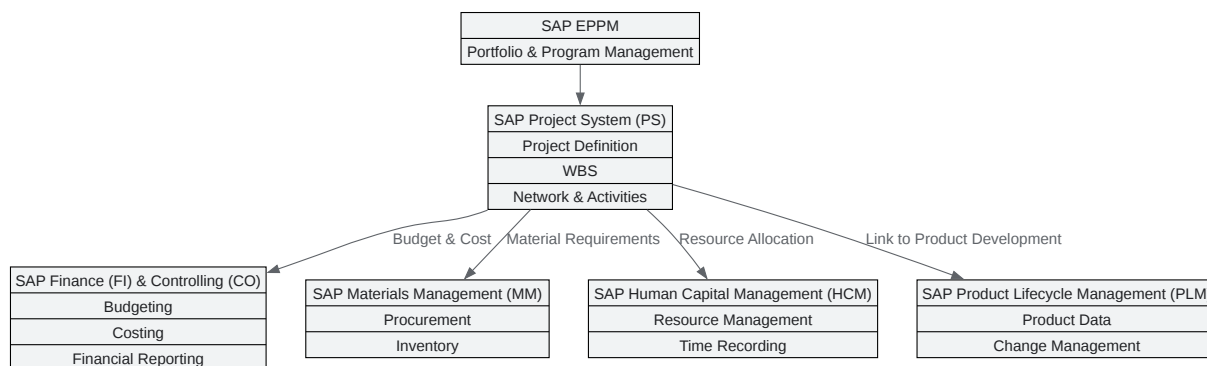 SAP EPPM
Portfolio & Program Management
SAP Project System (PS)
Project Definition
WBS
Network & Activities
Budget & Cost
Material Requirements
Resource Allocation
Link to Product Development
SAP Finance (FI) & Controlling (CO)
Budgeting
Costing
Financial Reporting
SAP Materials Management (MM)
Procurement
Inventory
SAP Human Capital Management (HCM)
Resource Management
Time Recording
SAP Product Lifecycle Management (PLM
Product Data
Change Management